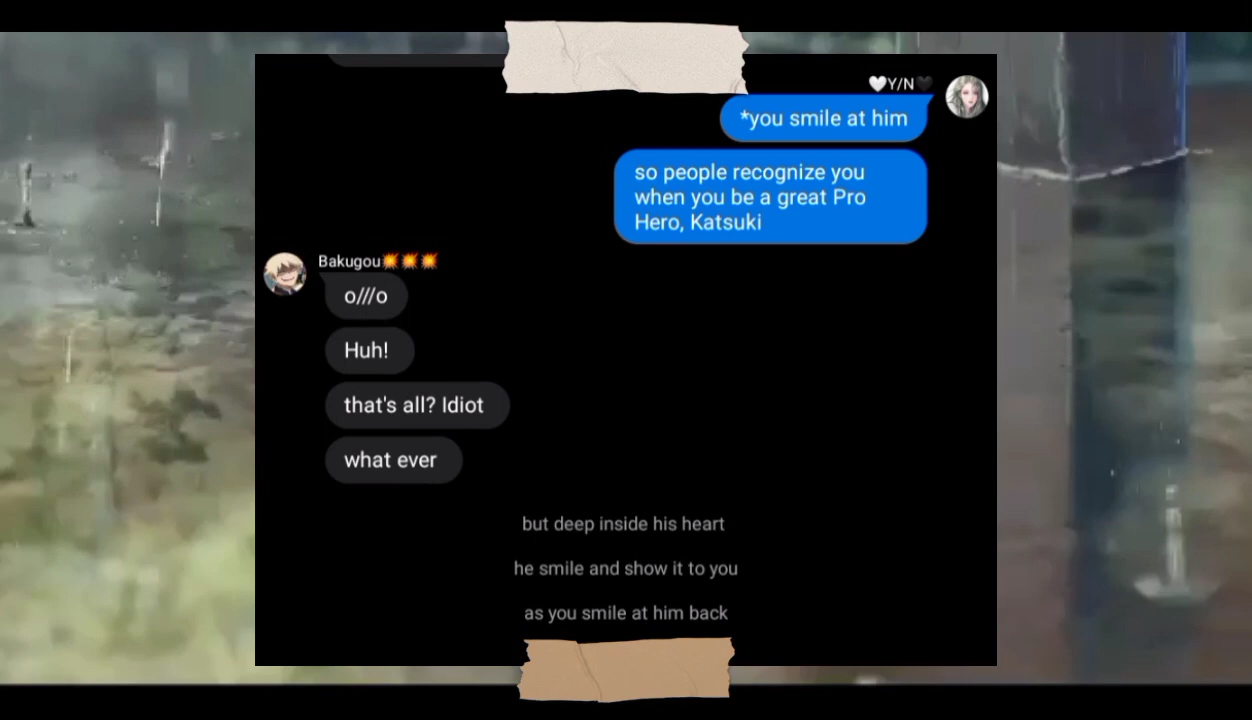 🤍Y/N🖤
*you smile at him
so people recognize you
when you be a great Pro
Hero, Katsuki
Bakugou💥💥💥
o///o
Huh!
that's all? Idiot
what ever
but deep inside his heart
he smile and show it to you
as you smile at him back